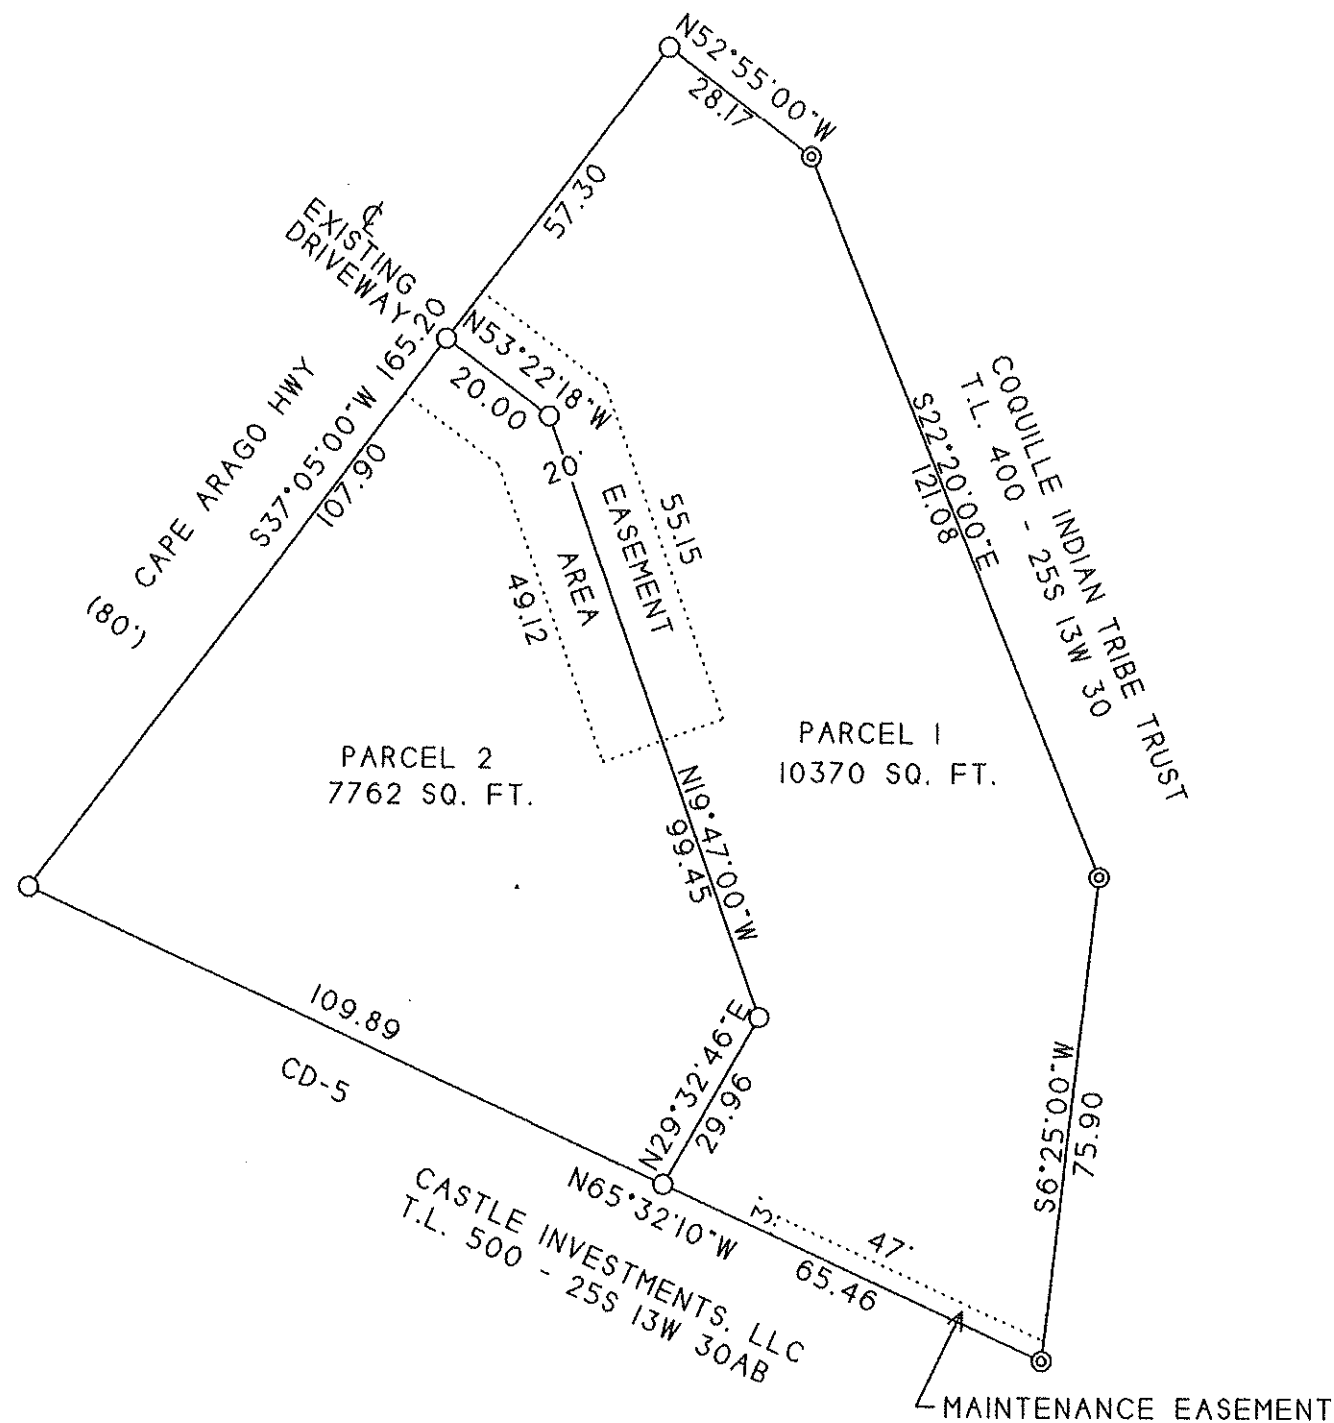 N52°55'00"W
28.17
57.30
℄
EXISTING
DRIVEWAY
N53°22'18"W
20.00
S37°05'00"W 165.20
107.90
CAPE ARAGO HWY
(80')
20'
EASEMENT
AREA
55.15
49.12
S22°20'00"E
121.08
COQUILLE INDIAN TRIBE TRUST
T.L. 400 - 25S 13W 30
PARCEL 2
7762 SQ. FT.
PARCEL 1
10370 SQ. FT.
N19°47'00"W
99.45
109.89
CD-5
N29°32'46"E
29.96
S6°25'00"W
75.90
N65°32'10"W
3'
47'
65.46
CASTLE INVESTMENTS, LLC
T.L. 500 - 25S 13W 30AB
MAINTENANCE EASEMENT